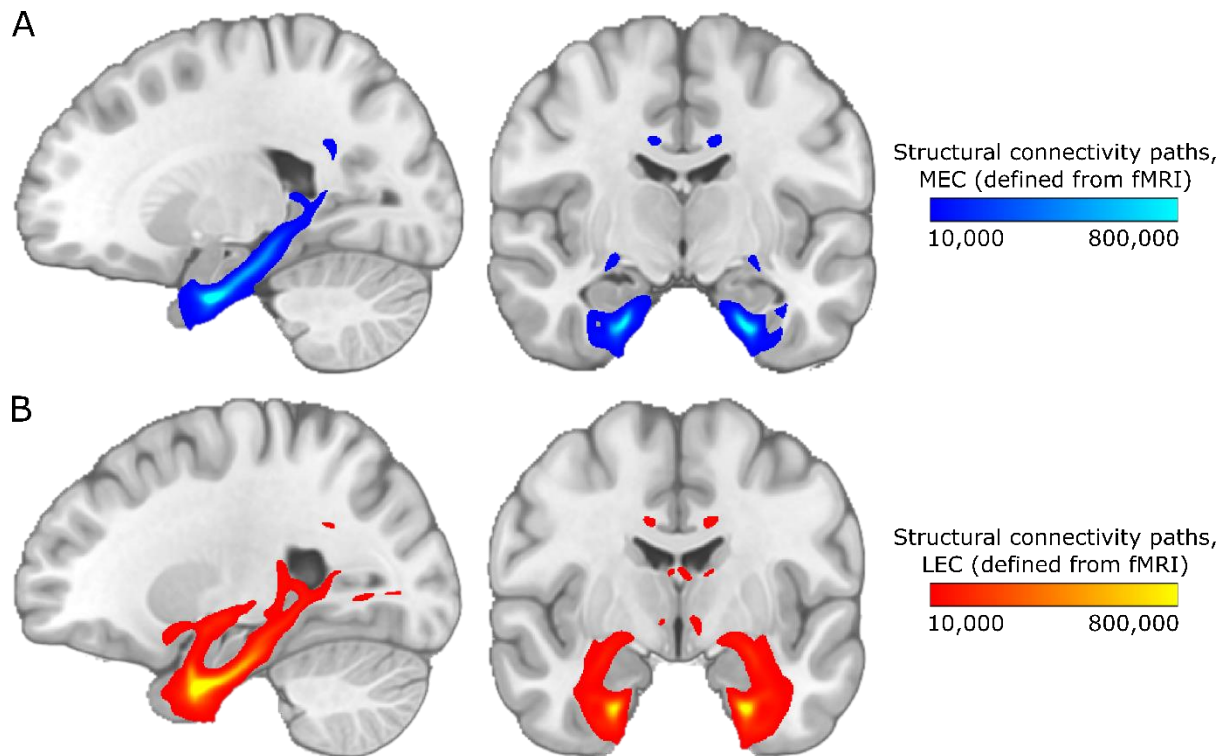 A
Structural connectivity paths,
MEC (defined from fMRI)
10,000 800,000
B
Structural connectivity paths,
LEC (defined from fMRI)
10,000 800,000